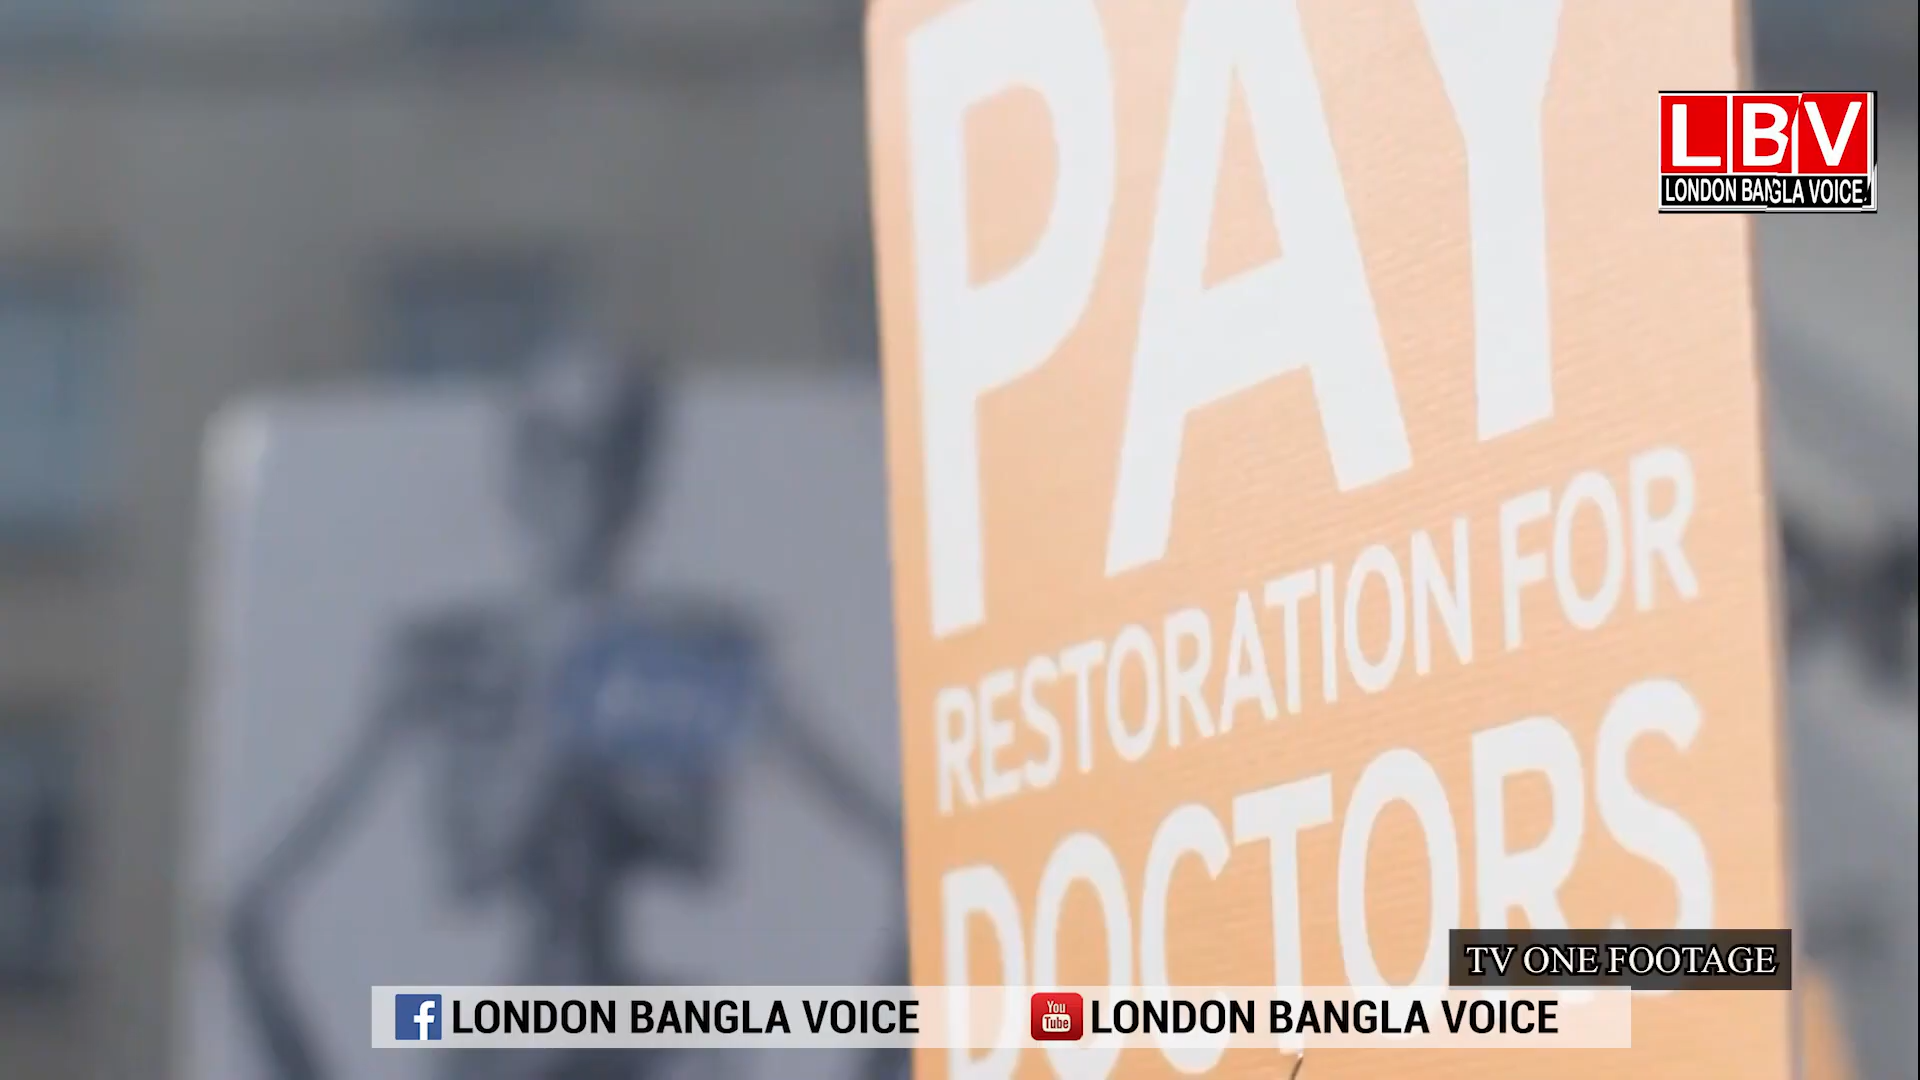 PAY
RESTORATION FOR
DOCTORS
LBV
LONDON BANGLA VOICE
TV ONE FOOTAGE
LONDON BANGLA VOICE
You
Tube
LONDON BANGLA VOICE